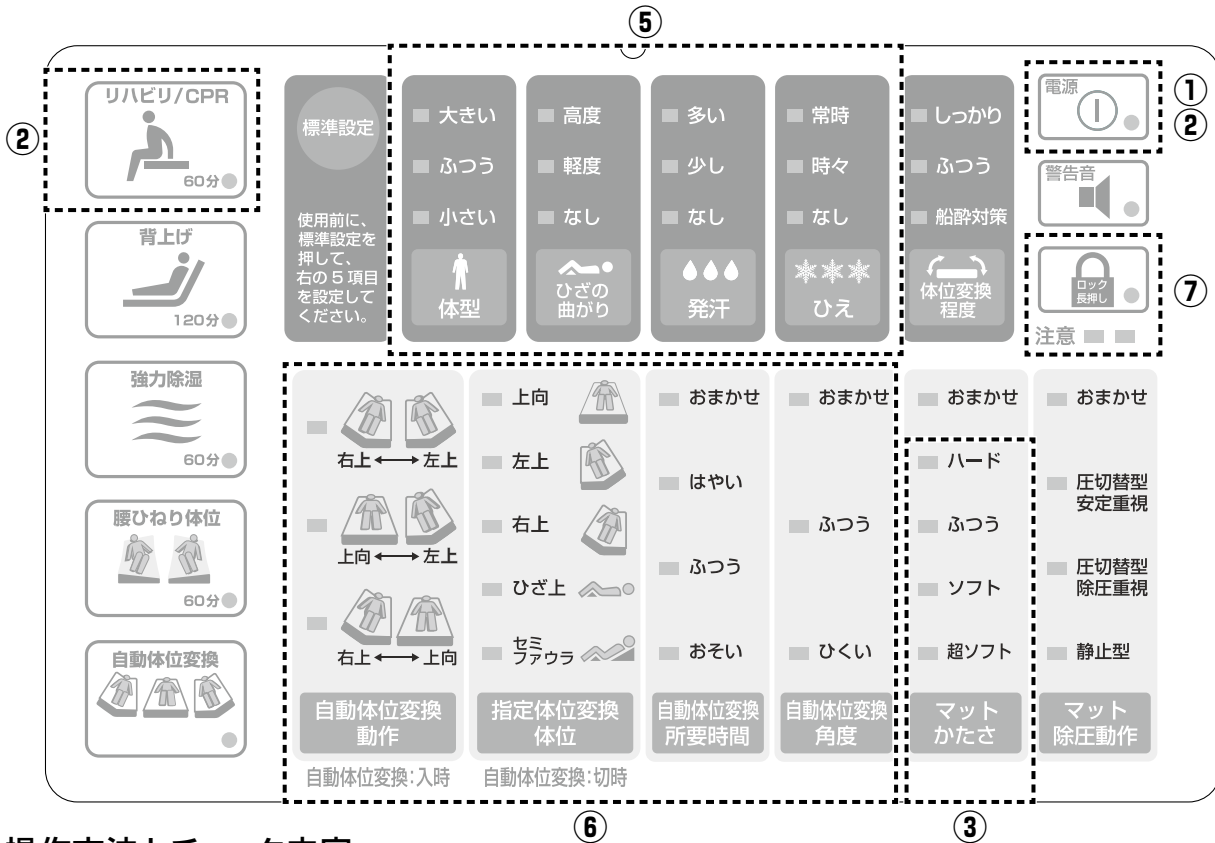 ⑤
リハビリ/CPR
60分
②
背上げ
120分
強力除湿
60分
腰ひねり体位
60分
自動体位変換
標準設定
使用前に、
標準設定を
押して、
右の5項目
を設定して
ください。
大きい
ふつう
小さい
体型
高度
軽度
なし
ひざの
曲がり
多い
少し
なし
発汗
常時
時々
なし
ひえ
しっかり
ふつう
船酔対策
体位変換
程度
電源
①
②
警告音
ロック
長押し
⑦
注意
右上⟷左上
上向⟷左上
右上⟷上向
自動体位変換
動作
自動体位変換:入時
上向
左上
右上
ひざ上
セミ
ファウラ
指定体位変換
体位
自動体位変換:切時
おまかせ
はやい
ふつう
おそい
自動体位変換
所要時間
おまかせ
ふつう
ひくい
自動体位変換
角度
おまかせ
ハード
ふつう
ソフト
超ソフト
マット
かたさ
おまかせ
圧切替型
安定重視
圧切替型
除圧重視
静止型
マット
除圧動作
⑥
③